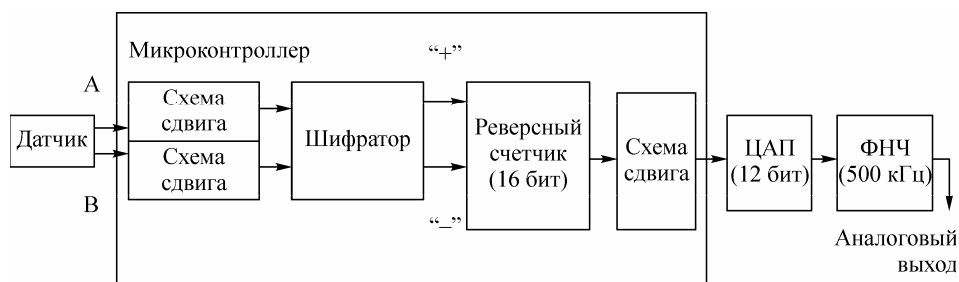 Микроконтроллер
“+”
А
Схема
сдвига
Датчик
Схема
сдвига
В
Шифратор
Реверсный
счетчик
(16 бит)
“–”
Схема
сдвига
ЦАП
(12 бит)
ФНЧ
(500 кГц)
Аналоговый
выход